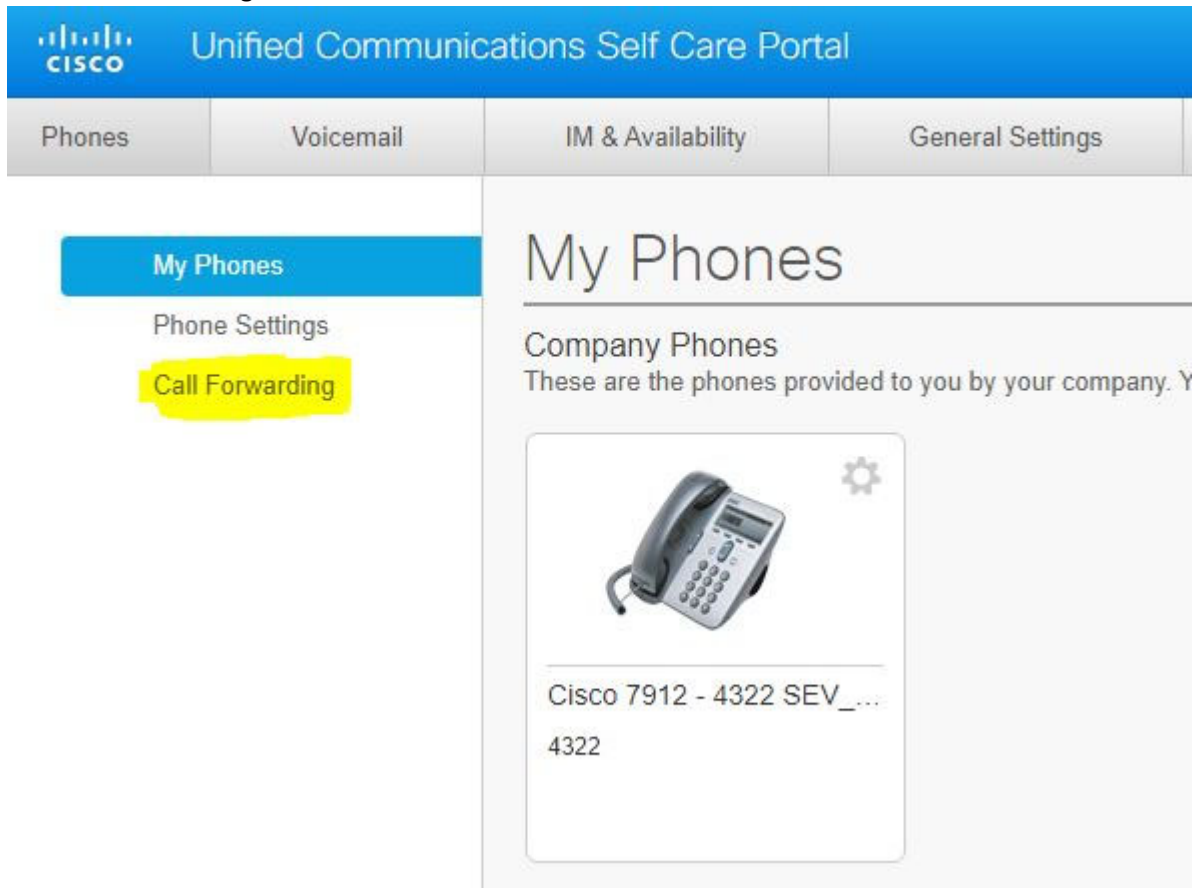 CISCO Unified Communications Self Care Portal
Phones Voicemail IM & Availability General Settings
My Phones
Phone Settings
Call Forwarding
My Phones
Company Phones
These are the phones provided to you by your company. Y
Cisco 7912 - 4322 SEV_...
4322